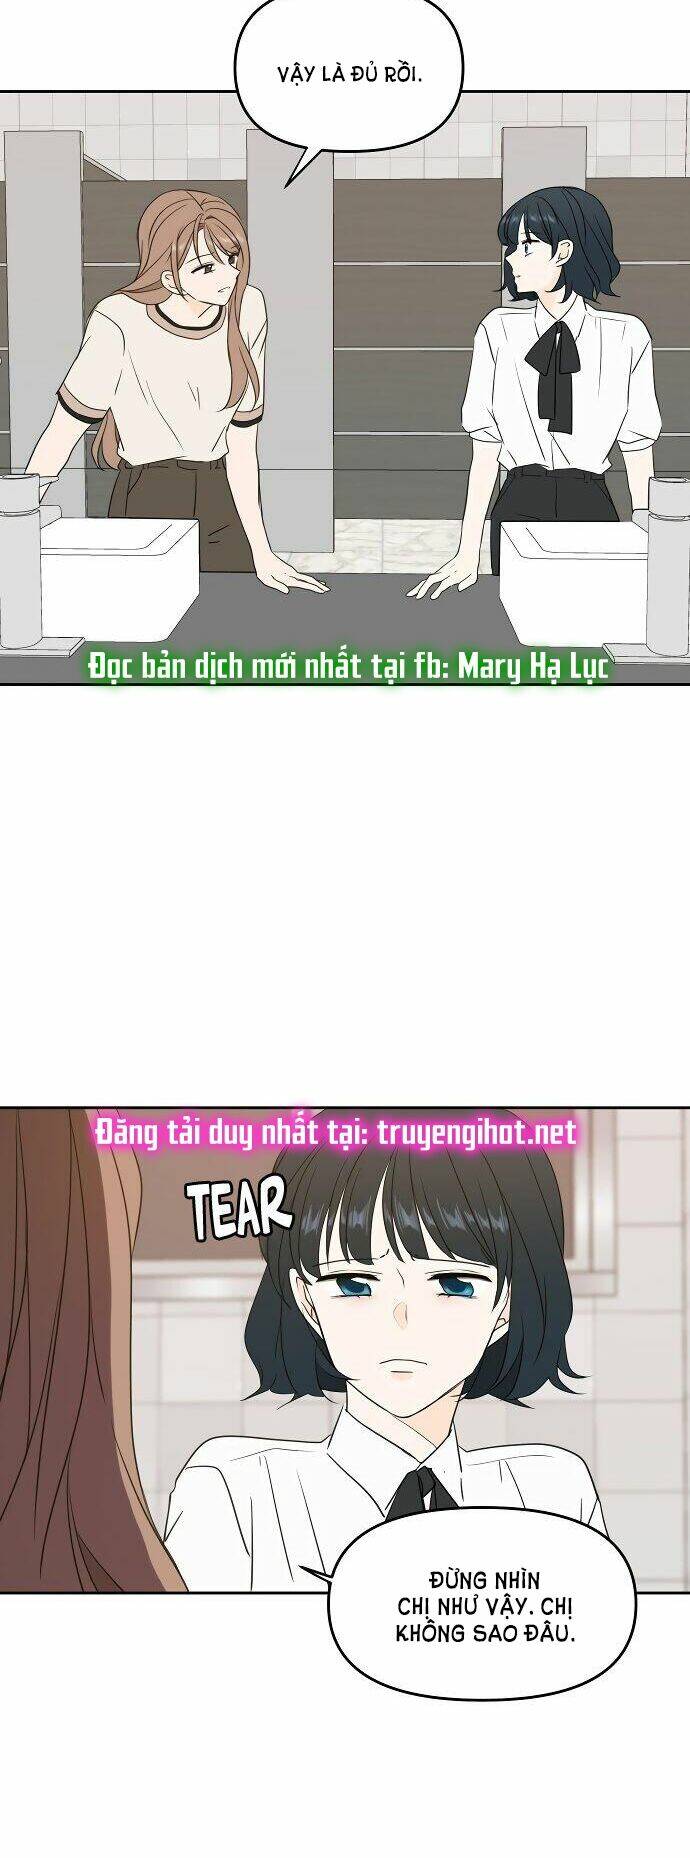 VẬY LÀ ĐỦ RỒI.
Đọc bản dịch mới nhất tại fb: Mary Hạ Lục
Đăng tải duy nhất tại: truyengihot.net
TEAR
ĐỪNG NHÌN
CHỊ NHƯ VẬY. CHỊ
KHÔNG SAO ĐÂU.